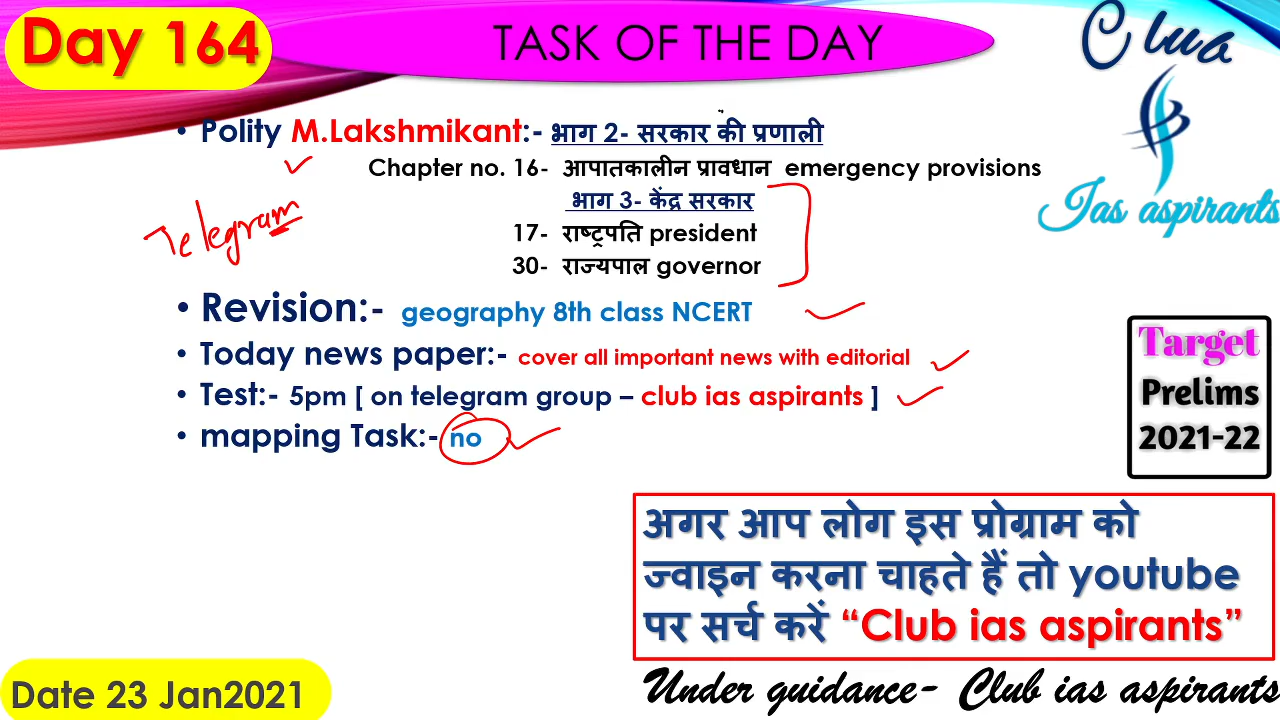 Day 164
TASK OF THE DAY
Club
Ias aspirants
• Polity M.Lakshmikant:- भाग 2- सरकार की प्रणाली
Chapter no. 16- आपातकालीन प्रावधान emergency provisions
भाग 3- केंद्र सरकार
17- राष्ट्रपति president
30- राज्यपाल governor
Telegram
• Revision:- geography 8th class NCERT
• Today news paper:- cover all important news with editorial
• Test:- 5pm [ on telegram group – club ias aspirants ]
• mapping Task:- no
Target
Prelims
2021-22
अगर आप लोग इस प्रोग्राम को
ज्वाइन करना चाहते हैं तो youtube
पर सर्च करें “Club ias aspirants”
Date 23 Jan2021
Under guidance- Club ias aspirants